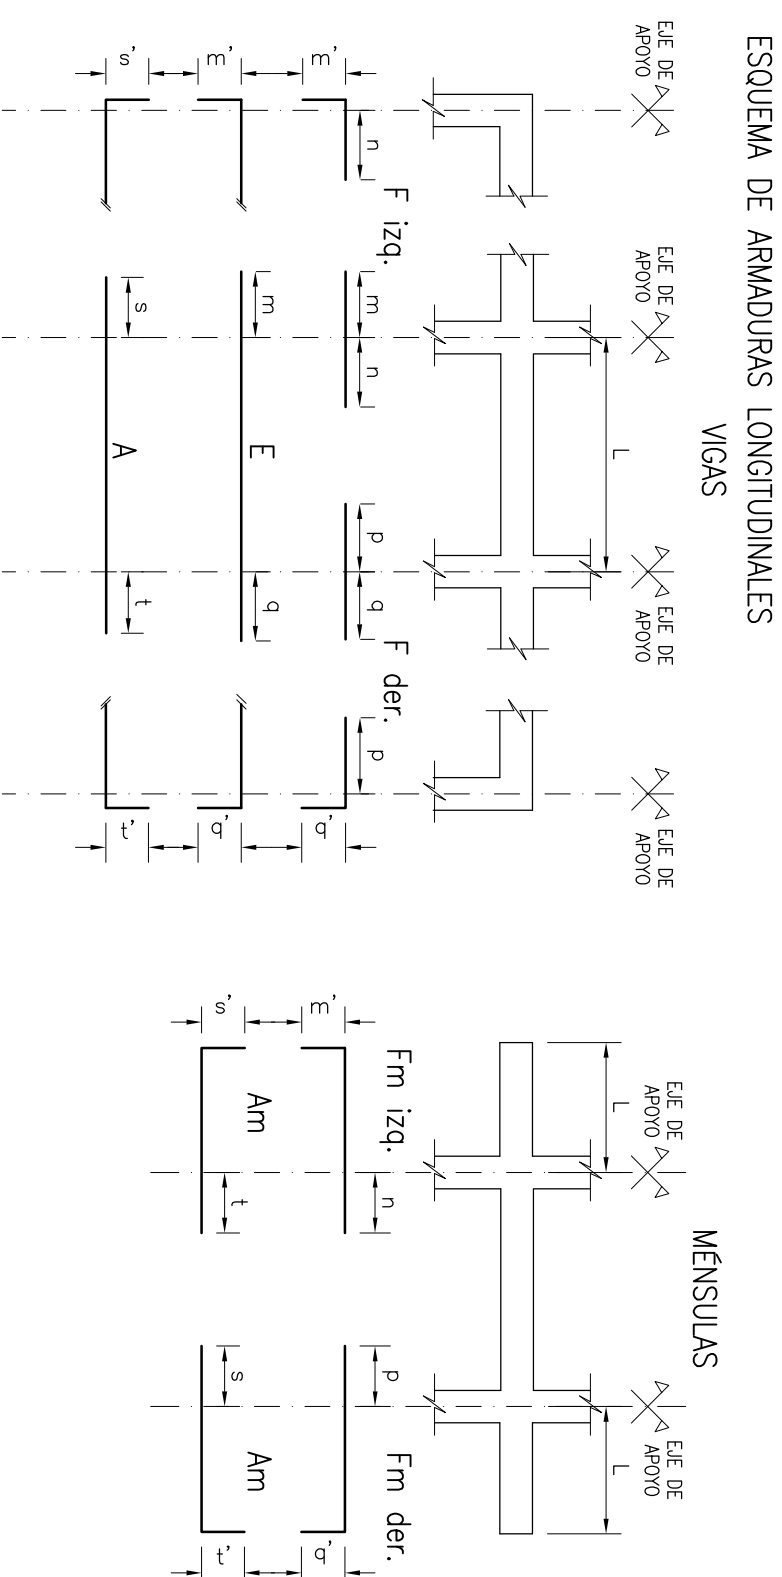 ESQUEMA DE ARMADURAS LONGITUDINALES
VIGAS
EJE DE
APOYO
EJE DE
APOYO
EJE DE
APOYO
EJE DE
APOYO
L
F izq.
F der.
m'
n
m
n
p
q
p
q'
m'
m
E
q
q'
s'
s
A
t
t'
MÉNSULAS
EJE DE
APOYO
EJE DE
APOYO
L
L
Fm izq.
Fm der.
m'
n
p
q'
s'
Am
t
s
Am
t'